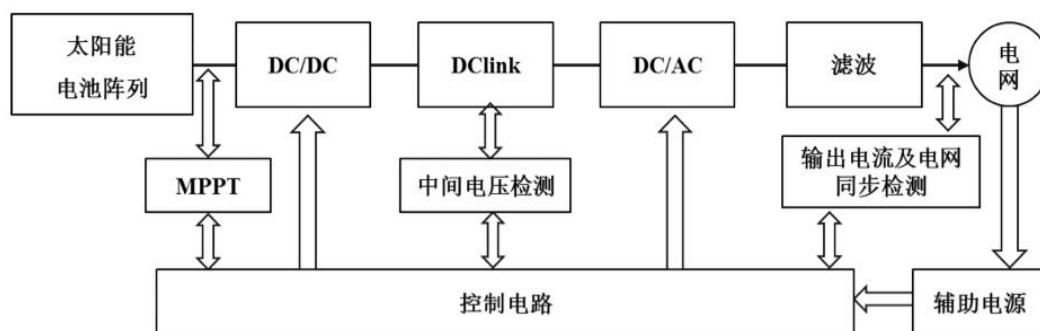 太阳能
电池阵列
DC/DC
DClink
DC/AC
滤波
电
网
MPPT
中间电压检测
输出电流及电网
同步检测
控制电路
辅助电源